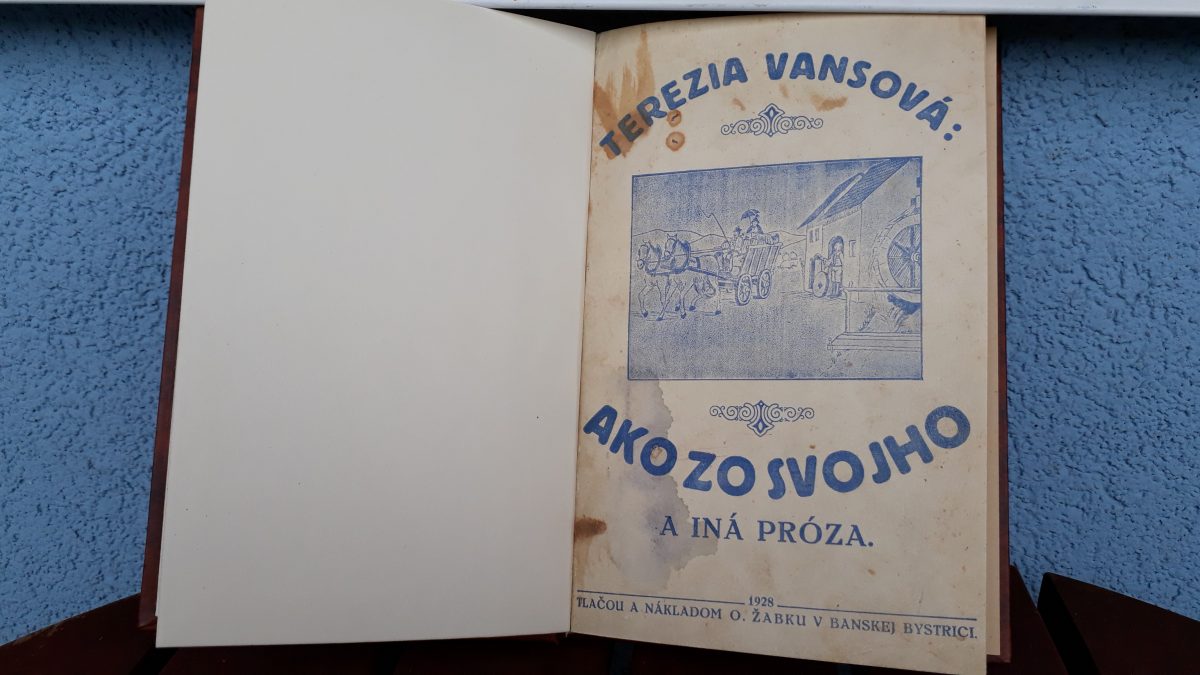 TEREZIA VANSOVÁ:
AKO ZO SVOJHO
A INÁ PRÓZA.
1928
TLAČOU A NÁKLADOM O. ŽABKU V BANSKEJ BYSTRICI.